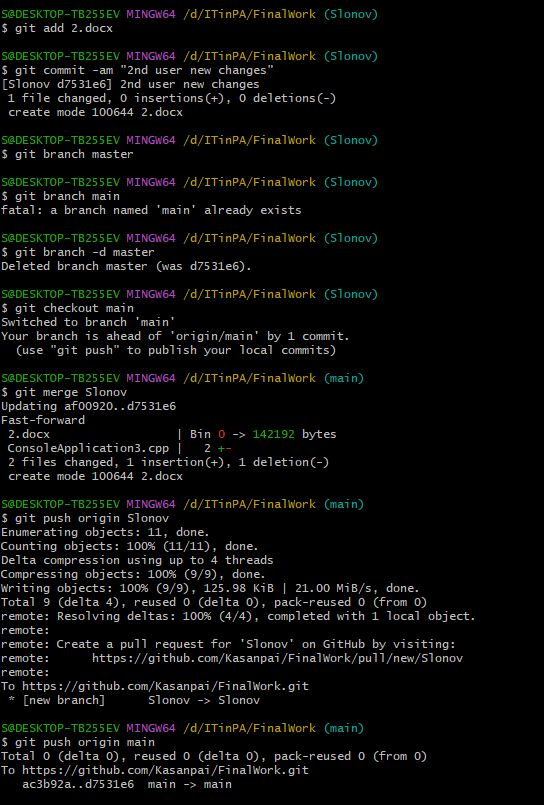 S@DESKTOP-TB255EV MINGW64 /d/ITinPA/FinalWork (Slonov)
$ git add 2.docx
S@DESKTOP-TB255EV MINGW64 /d/ITinPA/FinalWork (Slonov)
$ git commit -am "2nd user new changes"
[Slonov d7531e6] 2nd user new changes
 1 file changed, 0 insertions(+), 0 deletions(-)
 create mode 100644 2.docx
S@DESKTOP-TB255EV MINGW64 /d/ITinPA/FinalWork (Slonov)
$ git branch master
S@DESKTOP-TB255EV MINGW64 /d/ITinPA/FinalWork (Slonov)
$ git branch main
fatal: a branch named 'main' already exists
S@DESKTOP-TB255EV MINGW64 /d/ITinPA/FinalWork (Slonov)
$ git branch -d master
Deleted branch master (was d7531e6).
S@DESKTOP-TB255EV MINGW64 /d/ITinPA/FinalWork (Slonov)
$ git checkout main
Switched to branch 'main'
Your branch is ahead of 'origin/main' by 1 commit.
  (use "git push" to publish your local commits)
S@DESKTOP-TB255EV MINGW64 /d/ITinPA/FinalWork (main)
$ git merge Slonov
Updating af00920..d7531e6
Fast-forward
 2.docx                  | Bin 0 -> 142192 bytes
 ConsoleApplication3.cpp |   2 +-
 2 files changed, 1 insertion(+), 1 deletion(-)
 create mode 100644 2.docx
S@DESKTOP-TB255EV MINGW64 /d/ITinPA/FinalWork (main)
$ git push origin Slonov
Enumerating objects: 11, done.
Counting objects: 100% (11/11), done.
Delta compression using up to 4 threads
Compressing objects: 100% (9/9), done.
Writing objects: 100% (9/9), 125.98 KiB | 21.00 MiB/s, done.
Total 9 (delta 4), reused 0 (delta 0), pack-reused 0 (from 0)
remote: Resolving deltas: 100% (4/4), completed with 1 local object.
remote:
remote: Create a pull request for 'Slonov' on GitHub by visiting:
remote:      https://github.com/Kasanpai/FinalWork/pull/new/Slonov
remote:
To https://github.com/Kasanpai/FinalWork.git
 * [new branch]      Slonov -> Slonov
S@DESKTOP-TB255EV MINGW64 /d/ITinPA/FinalWork (main)
$ git push origin main
Total 0 (delta 0), reused 0 (delta 0), pack-reused 0 (from 0)
To https://github.com/Kasanpai/FinalWork.git
   ac3b92a..d7531e6  main -> main